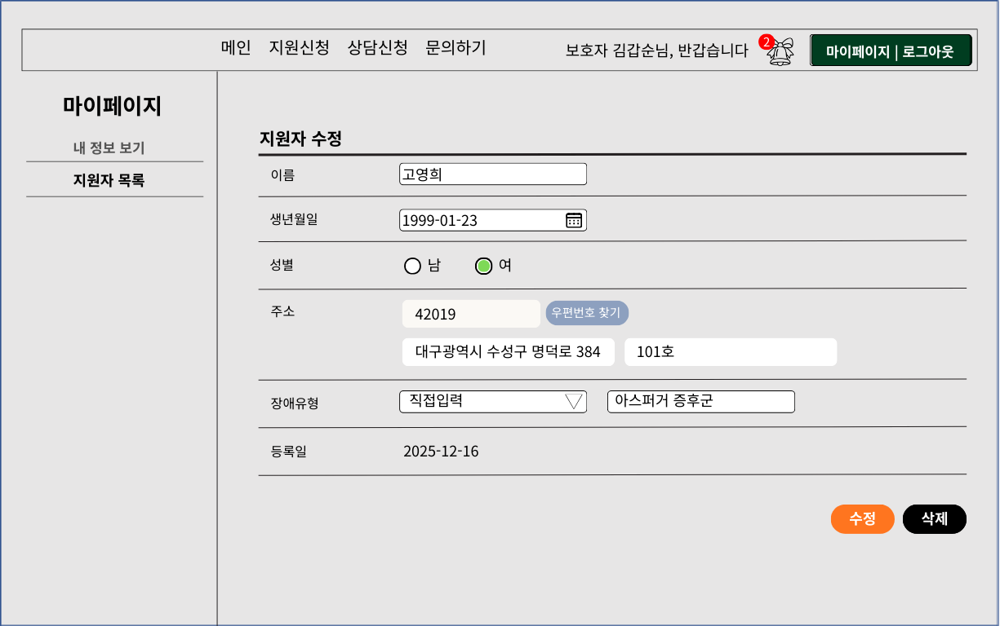 메인 지원신청 상담신청 문의하기 보호자 김갑순님, 반갑습니다 2 마이페이지 | 로그아웃
마이페이지
내 정보 보기
지원자 목록
지원자 수정
이름 고영희
생년월일 1999-01-23
성별 남 여
주소 42019 우편번호 찾기
대구광역시 수성구 명덕로 384 101호
장애유형 직접입력 아스퍼거 증후군
등록일 2025-12-16
수정 삭제